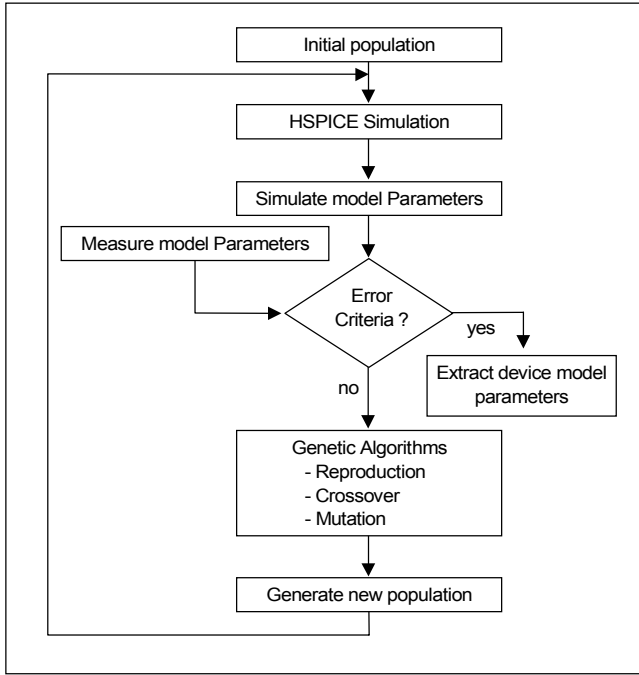 Initial population
HSPICE Simulation
Simulate model Parameters
Measure model Parameters
Error
Criteria ?
yes
Extract device model
parameters
no
Genetic Algorithms
- Reproduction
- Crossover
- Mutation
Generate new population